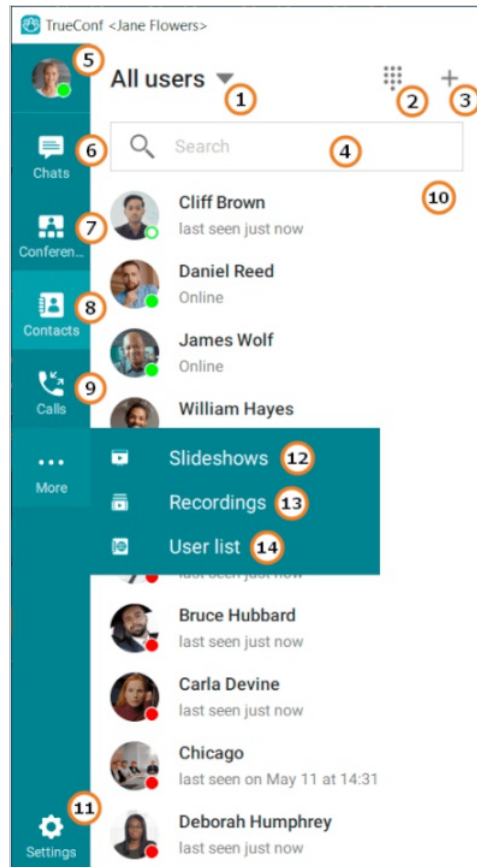 TrueConf <Jane Flowers>
5
All users
1
2
3
6
Search
4
Chats
10
Cliff Brown
last seen just now
7
Conferen...
Daniel Reed
Online
8
Contacts
James Wolf
Online
9
Calls
William Hayes
More
Slideshows 12
Recordings 13
User list 14
last seen just now
Bruce Hubbard
last seen just now
Carla Devine
last seen just now
Chicago
last seen on May 11 at 14:31
11
Settings
Deborah Humphrey
last seen just now